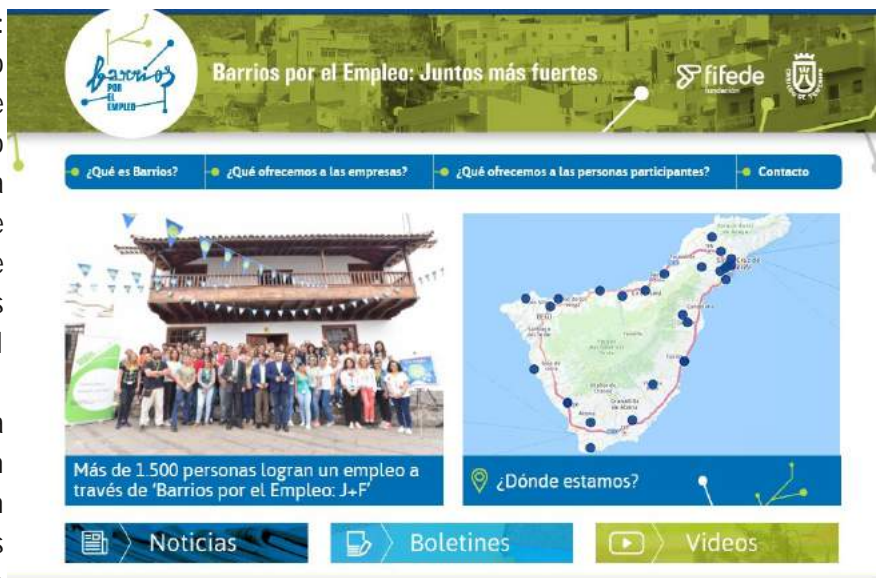 barrios
POR
EL
EMPLEO
Barrios por el Empleo: Juntos más fuertes
fifede
fundación
¿Qué es Barrios?
¿Qué ofrecemos a las empresas?
¿Qué ofrecemos a las personas participantes?
Contacto
Más de 1.500 personas logran un empleo a
través de ‘Barrios por el Empleo: J+F’
¿Dónde estamos?
Noticias
Boletines
Videos